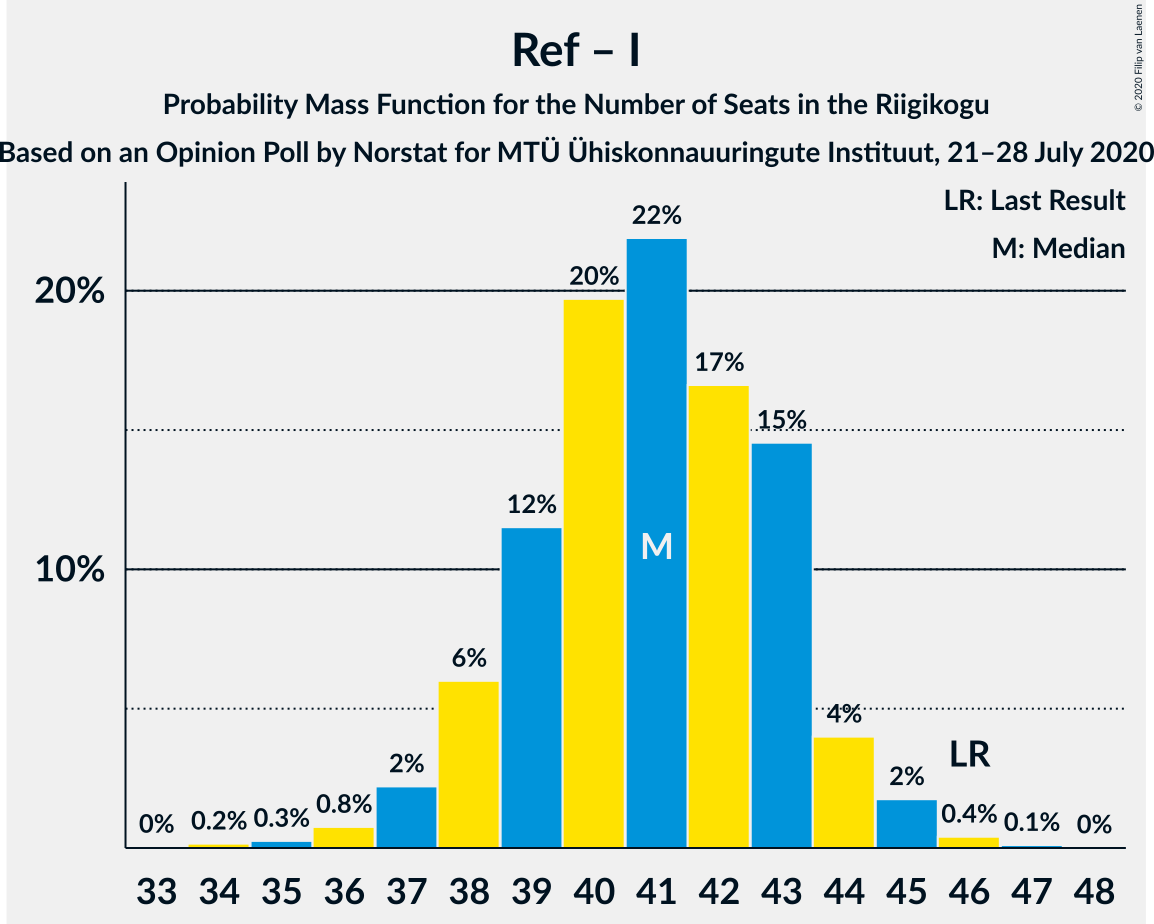 Ref – I
Probability Mass Function for the Number of Seats in the Riigikogu
Based on an Opinion Poll by Norstat for MTÜ Ühiskonnauuringute Instituut, 21–28 July 2020
© 2020 Filip van Laenen
LR: Last Result
M: Median
22%
20%
20%
17%
15%
12%
M
10%
6%
4%
LR
2%
2%
0%
0.2%
0.3%
0.8%
0.4%
0.1%
0%
33 34 35 36 37 38 39 40 41 42 43 44 45 46 47 48